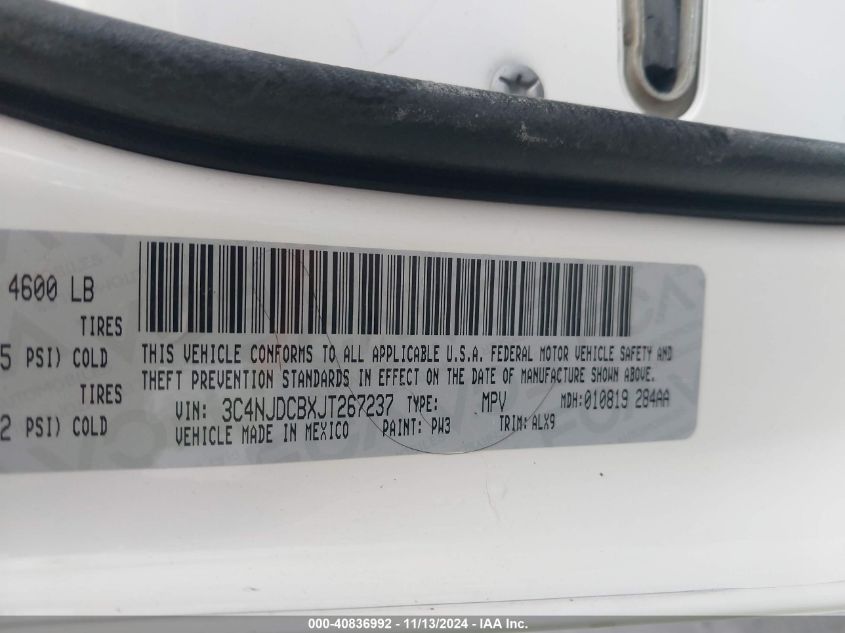 4600 LB
TIRES
5 PSI) COLD
TIRES
2 PSI) COLD
THIS VEHICLE CONFORMS TO ALL APPLICABLE U.S.A. FEDERAL MOTOR VEHICLE SAFETY AND
THEFT PREVENTION STANDARDS IN EFFECT ON THE DATE OF MANUFACTURE SHOWN ABOVE.
VIN: 3C4NJDCBXJT267237 TYPE: MPV MDH:010819 284AA
VEHICLE MADE IN MEXICO PAINT: PW3 TRIM:ALX9
000-40836992 - 11/13/2024 - IAAI.COM